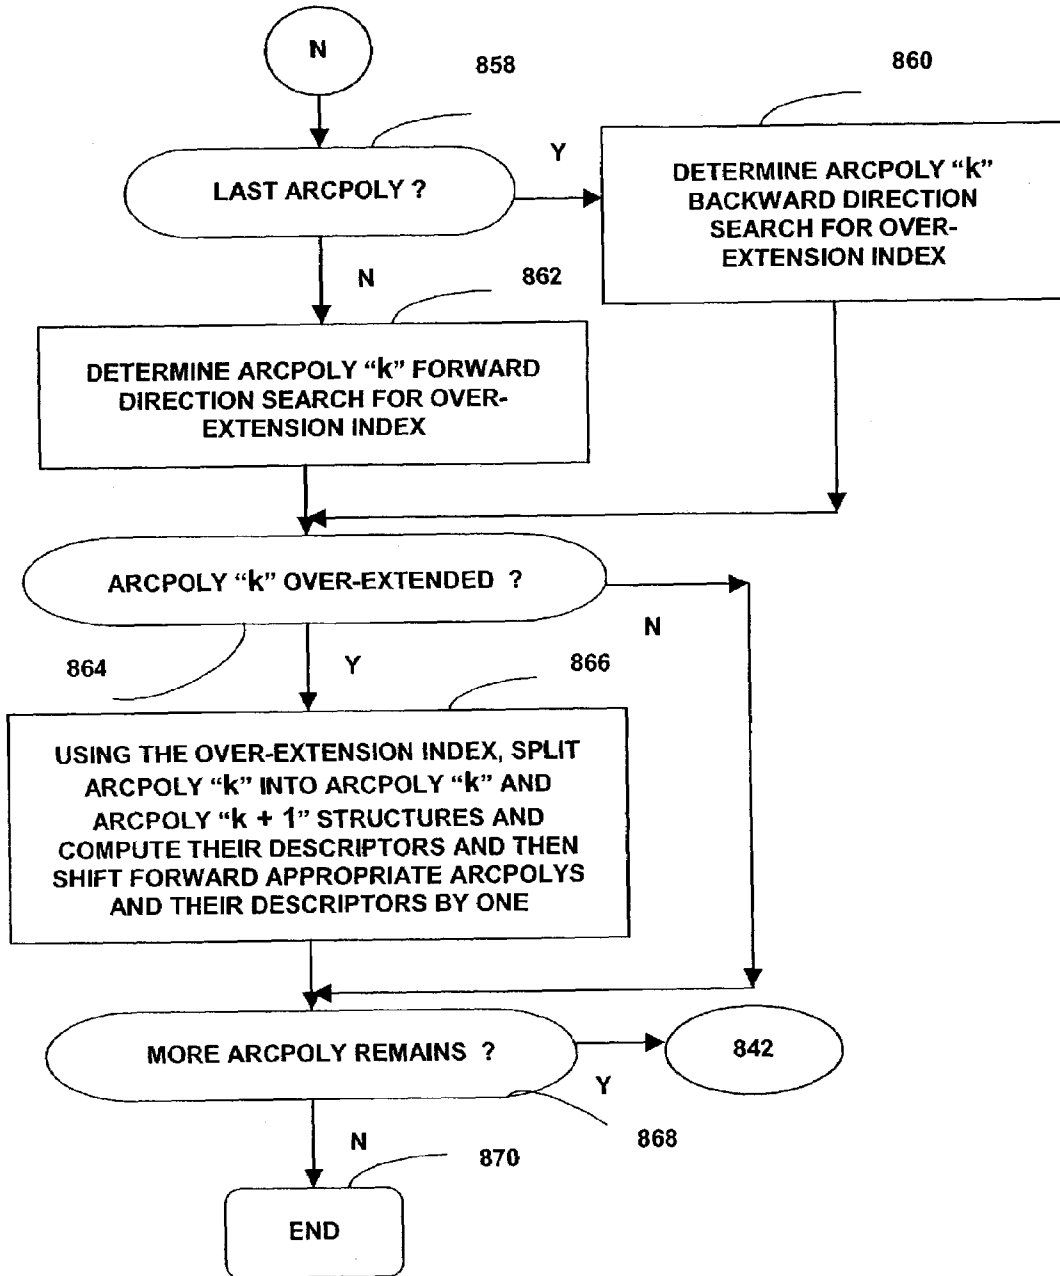 N
858
860
LAST ARCPOLY ?
Y
DETERMINE ARCPOLY “k”
BACKWARD DIRECTION
SEARCH FOR OVER-
EXTENSION INDEX
N
862
DETERMINE ARCPOLY “k” FORWARD
DIRECTION SEARCH FOR OVER-
EXTENSION INDEX
ARCPOLY “k” OVER-EXTENDED ?
N
864
Y
866
USING THE OVER-EXTENSION INDEX, SPLIT
ARCPOLY “k” INTO ARCPOLY “k” AND
ARCPOLY “k + 1” STRUCTURES AND
COMPUTE THEIR DESCRIPTORS AND THEN
SHIFT FORWARD APPROPRIATE ARCPOLYS
AND THEIR DESCRIPTORS BY ONE
MORE ARCPOLY REMAINS ?
842
Y
868
N
870
END